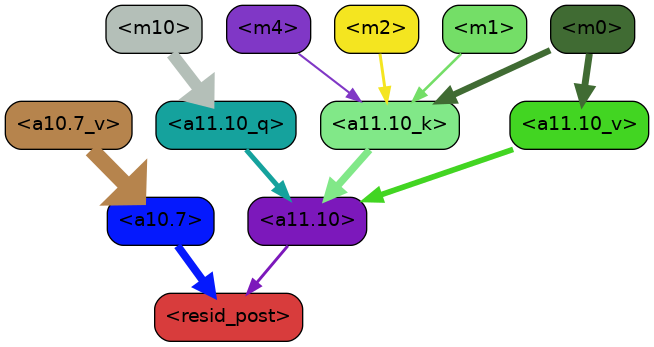 <m10> <m4> <m2> <m1> <m0>
<a10.7_v> <a11.10_q> <a11.10_k> <a11.10_v>
<a10.7> <a11.10>
<resid_post>